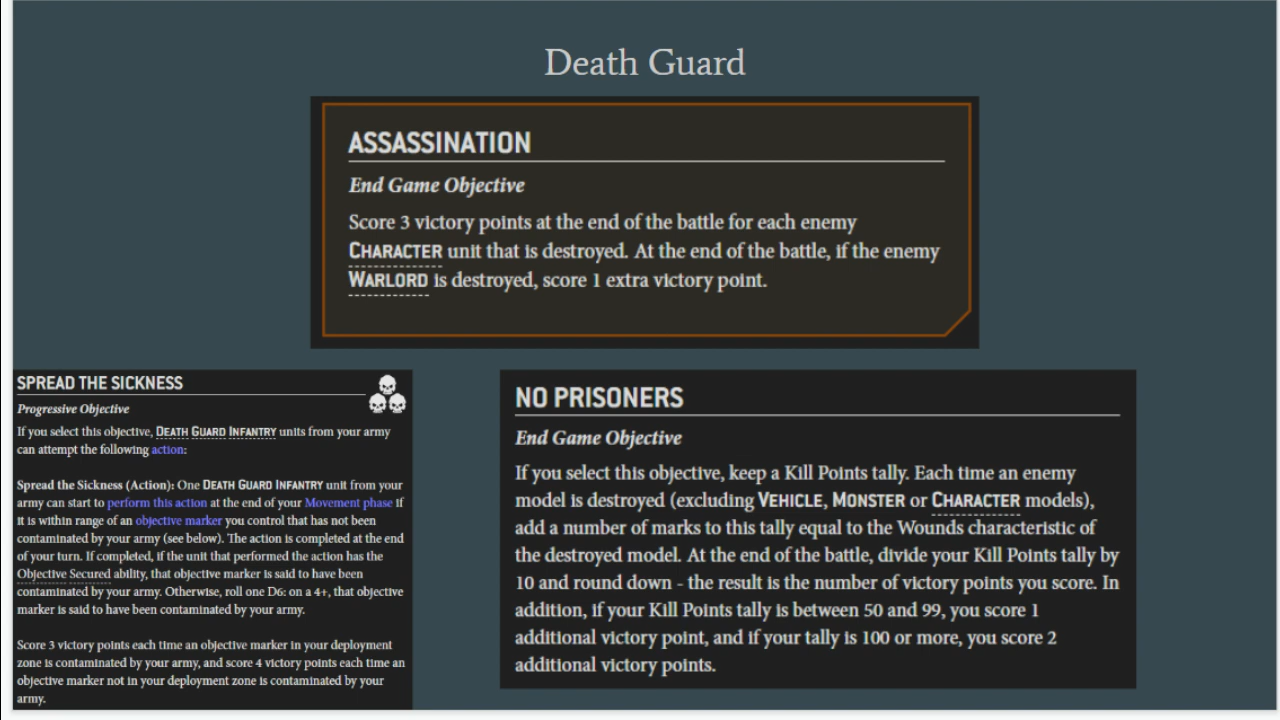 Death Guard
ASSASSINATION
End Game Objective
Score 3 victory points at the end of the battle for each enemy
CHARACTER unit that is destroyed. At the end of the battle, if the enemy
WARLORD is destroyed, score 1 extra victory point.
SPREAD THE SICKNESS
Progressive Objective
If you select this objective, DEATH GUARD INFANTRY units from your army
can attempt the following action:
Spread the Sickness (Action): One DEATH GUARD INFANTRY unit from your
army can start to perform this action at the end of your Movement phase if
it is within range of an objective marker you control that has not been
contaminated by your army (see below). The action is completed at the end
of your turn. If completed, if the unit that performed the action has the
Objective Secured ability, that objective marker is said to have been
contaminated by your army. Otherwise, roll one D6: on a 4+, that objective
marker is said to have been contaminated by your army.
Score 3 victory points each time an objective marker in your deployment
zone is contaminated by your army, and score 4 victory points each time an
objective marker not in your deployment zone is contaminated by your
army.
NO PRISONERS
End Game Objective
If you select this objective, keep a Kill Points tally. Each time an enemy
model is destroyed (excluding VEHICLE, MONSTER or CHARACTER models),
add a number of marks to this tally equal to the Wounds characteristic of
the destroyed model. At the end of the battle, divide your Kill Points tally by
10 and round down - the result is the number of victory points you score. In
addition, if your Kill Points tally is between 50 and 99, you score 1
additional victory point, and if your tally is 100 or more, you score 2
additional victory points.